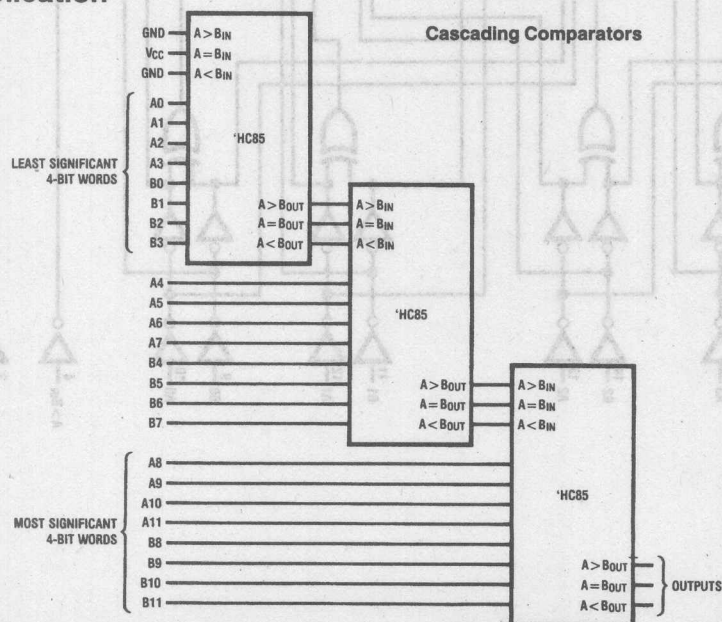 Cascading Comparators
GND
VCC
GND
A>BIN
A=BIN
A<BIN
LEAST SIGNIFICANT
4-BIT WORDS
A0
A1
A2
A3
B0
B1
B2
B3
'HC85
A>BOUT
A=BOUT
A<BOUT
A>BIN
A=BIN
A<BIN
A4
A5
A6
A7
B4
B5
B6
B7
'HC85
A>BOUT
A=BOUT
A<BOUT
A>BIN
A=BIN
A<BIN
MOST SIGNIFICANT
4-BIT WORDS
A8
A9
A10
A11
B8
B9
B10
B11
'HC85
A>BOUT
A=BOUT
A<BOUT
OUTPUTS